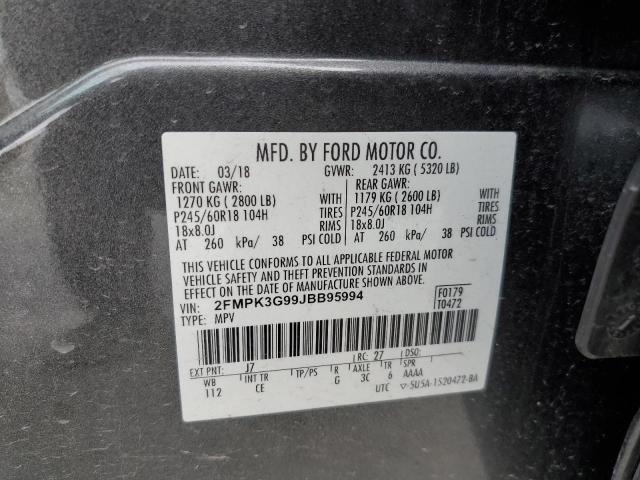 MFD. BY FORD MOTOR CO.
DATE: 03/18 GVWR: 2413 KG ( 5320 LB)
FRONT GAWR: REAR GAWR:
1270 KG ( 2800 LB) WITH 1179 KG ( 2600 LB) WITH
P245/60R18 104H TIRES P245/60R18 104H TIRES
18x8.0J RIMS 18x8.0J RIMS
AT 260 kPa/ 38 PSI COLD AT 260 kPa/ 38 PSI COLD
THIS VEHICLE CONFORMS TO ALL APPLICABLE FEDERAL MOTOR
VEHICLE SAFETY AND THEFT PREVENTION STANDARDS IN
EFFECT ON THE DATE OF MANUFACTURE SHOWN ABOVE.
VIN: 2FMPK3G99JBB95994 F0179
TYPE: MPV T0472
EXT PNT: J7 RC: 27 DSO:
WB INT TR TP/PS R AXLE TR SPR
112 CE G 3C 6 AAAA
UTC ▽-5U5A-1520472-BA